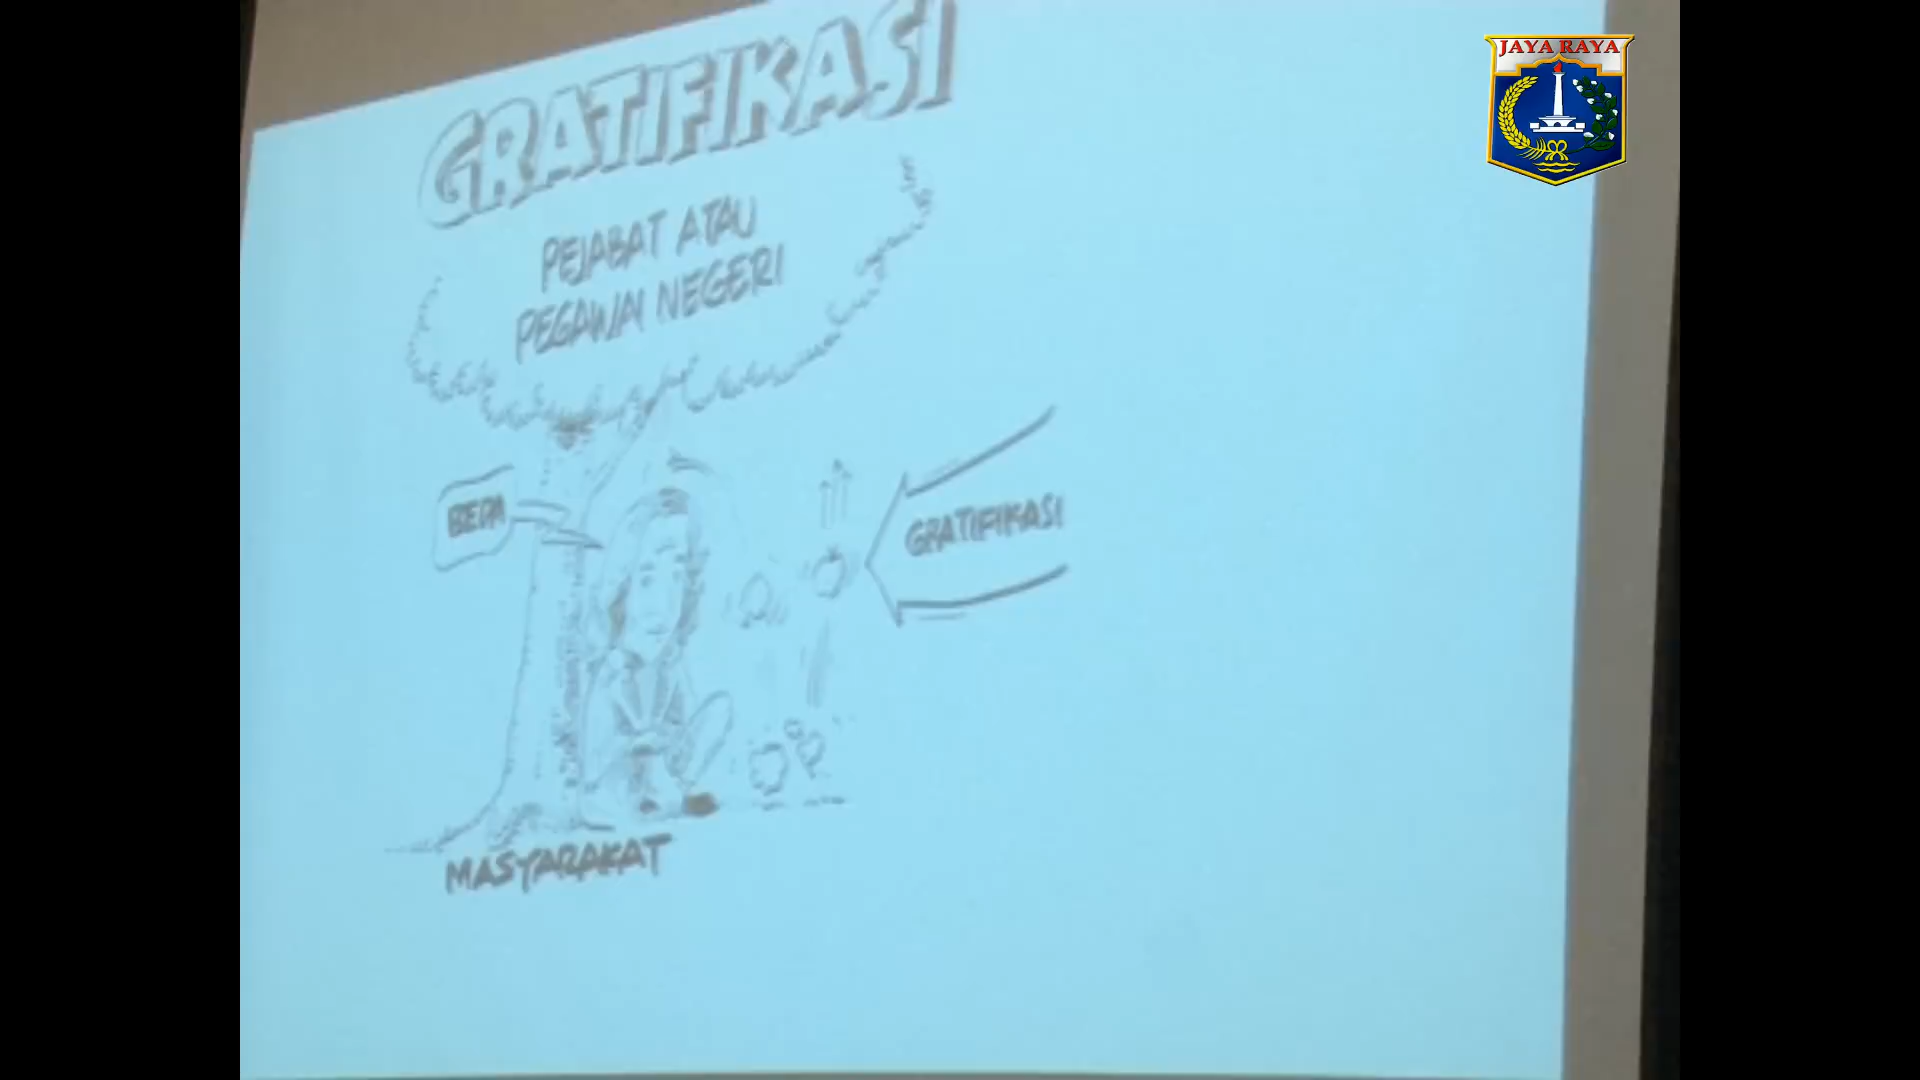 JAYA RAYA
GRATIFIKASI
PEJABAT ATAU
PEGAWAI NEGERI
BEDA
GRATIFIKASI
MASYARAKAT